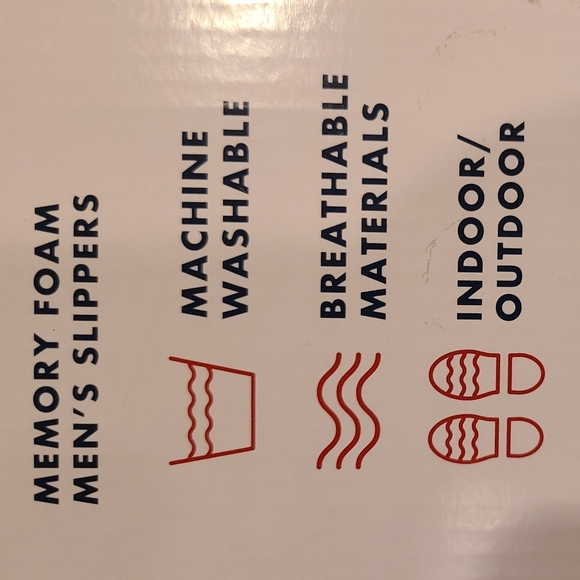 MEMORY FOAM
MEN'S SLIPPERS
MACHINE
WASHABLE
BREATHABLE
MATERIALS
INDOOR/
OUTDOOR